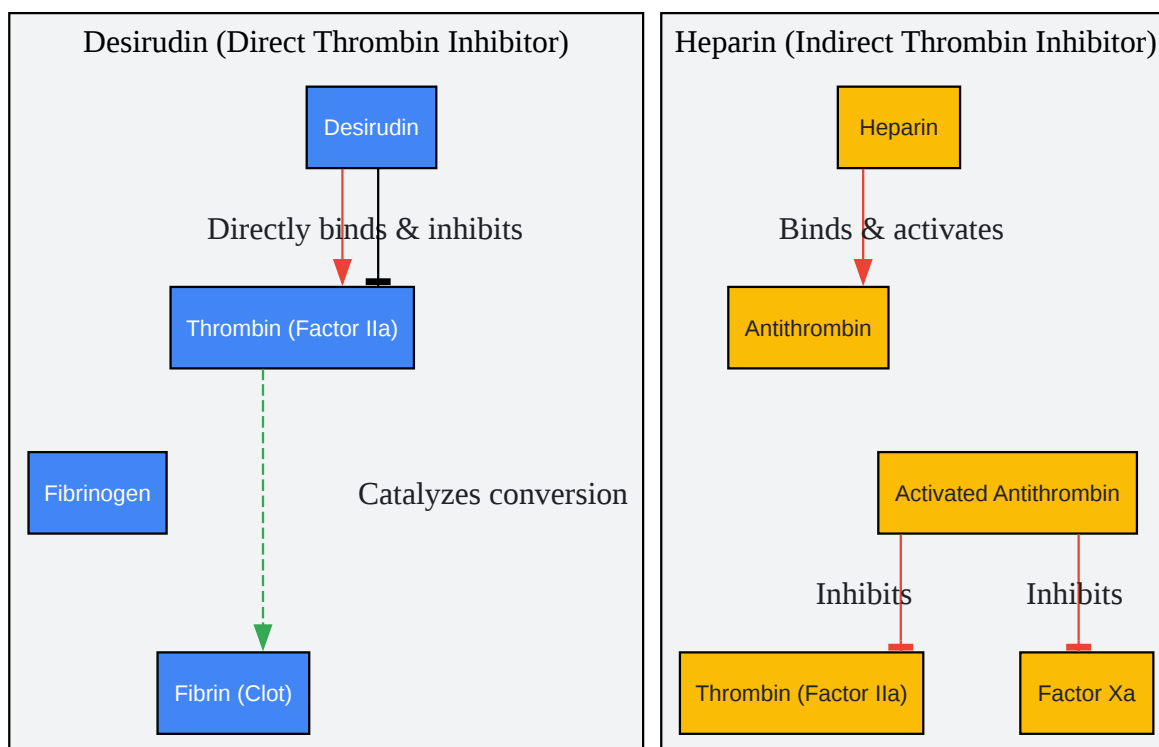 Desirudin (Direct Thrombin Inhibitor)
Desirudin
Directly binds & inhibits
Thrombin (Factor IIa)
Fibrinogen
Catalyzes conversion
Fibrin (Clot)
Heparin (Indirect Thrombin Inhibitor)
Heparin
Binds & activates
Antithrombin
Activated Antithrombin
Inhibits
Inhibits
Thrombin (Factor IIa)
Factor Xa